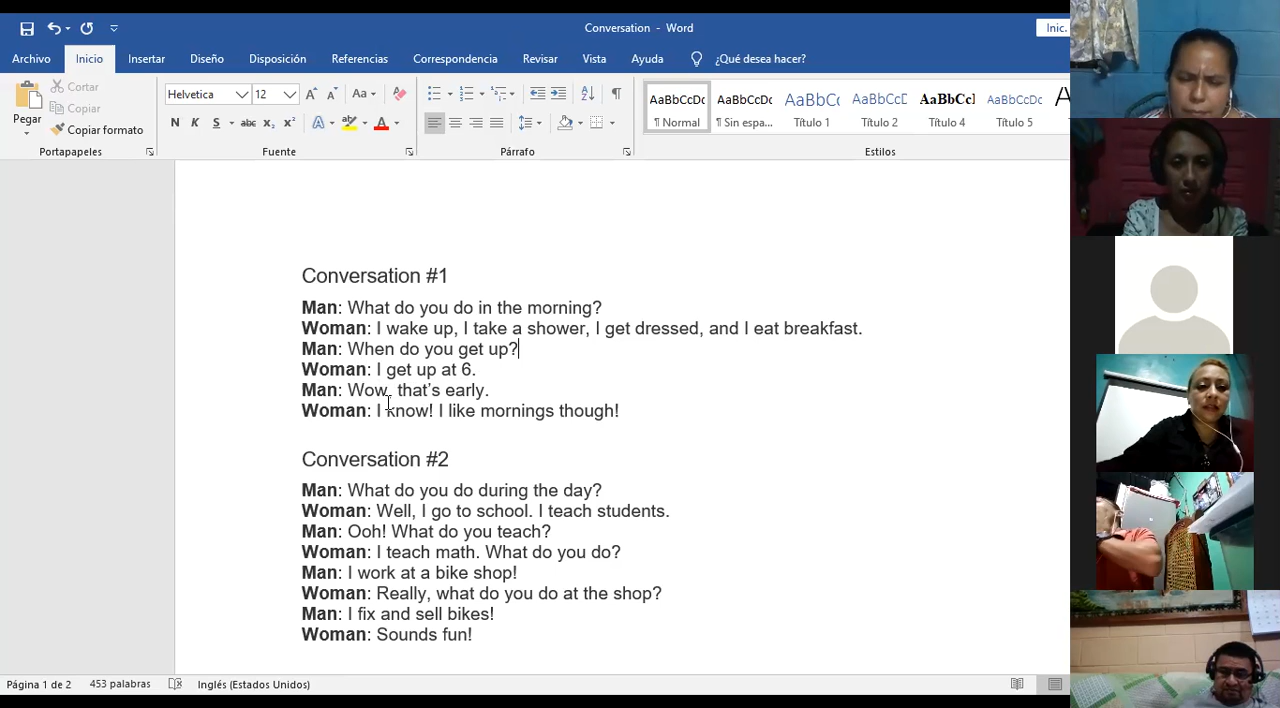 Conversation - Word
Inic.
Archivo Inicio Insertar Diseño Disposición Referencias Correspondencia Revisar Vista Ayuda ¿Qué desea hacer?
Pegar
Cortar
Copiar
Copiar formato
Portapapeles
Helvetica 12 Aa
N K S abc x₂ x² A A
Fuente
Párrafo
AaBbCcDc AaBbCcDc AaBbCc AaBbCcD AaBbCcI AaBbCcDc
¶ Normal ¶ Sin espa... Título 2 Título 4 Título 5
Título 1
Estilos
Conversation #1
Man: What do you do in the morning?
Woman: I wake up, I take a shower, I get dressed, and I eat breakfast.
Man: When do you get up?
Woman: I get up at 6.
Man: Wow, that’s early.
Woman: I know! I like mornings though!
Conversation #2
Man: What do you do during the day?
Woman: Well, I go to school. I teach students.
Man: Ooh! What do you teach?
Woman: I teach math. What do you do?
Man: I work at a bike shop!
Woman: Really, what do you do at the shop?
Man: I fix and sell bikes!
Woman: Sounds fun!
Página 1 de 2 453 palabras Inglés (Estados Unidos)